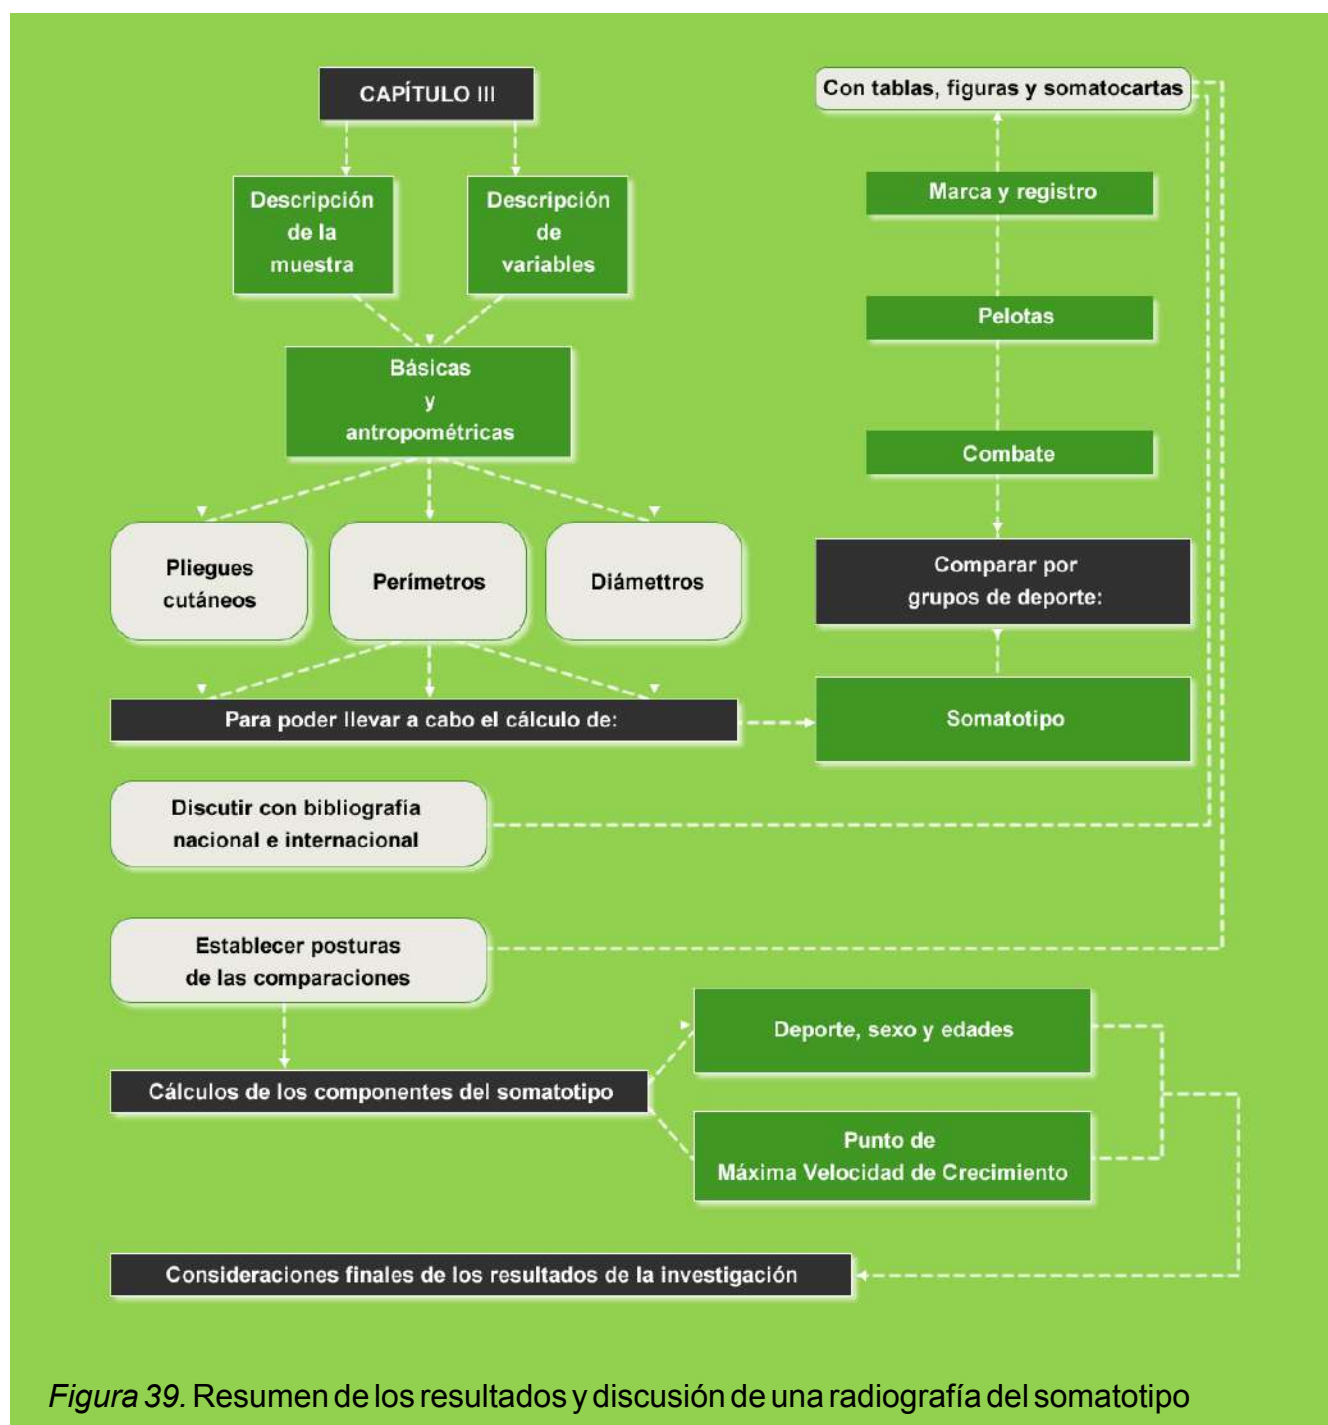 CAPÍTULO III
Descripción
de la
muestra
Descripción
de
variables
Básicas
y
antropométricas
Pliegues
cutáneos
Perímetros
Diámettros
Para poder llevar a cabo el cálculo de:
Somatotipo
Comparar por
grupos de deporte:
Combate
Pelotas
Marca y registro
Con tablas, figuras y somatocartas
Discutir con bibliografía
nacional e internacional
Establecer posturas
de las comparaciones
Cálculos de los componentes del somatotipo
Deporte, sexo y edades
Punto de
Máxima Velocidad de Crecimiento
Consideraciones finales de los resultados de la investigación
Figura 39. Resumen de los resultados y discusión de una radiografía del somatotipo